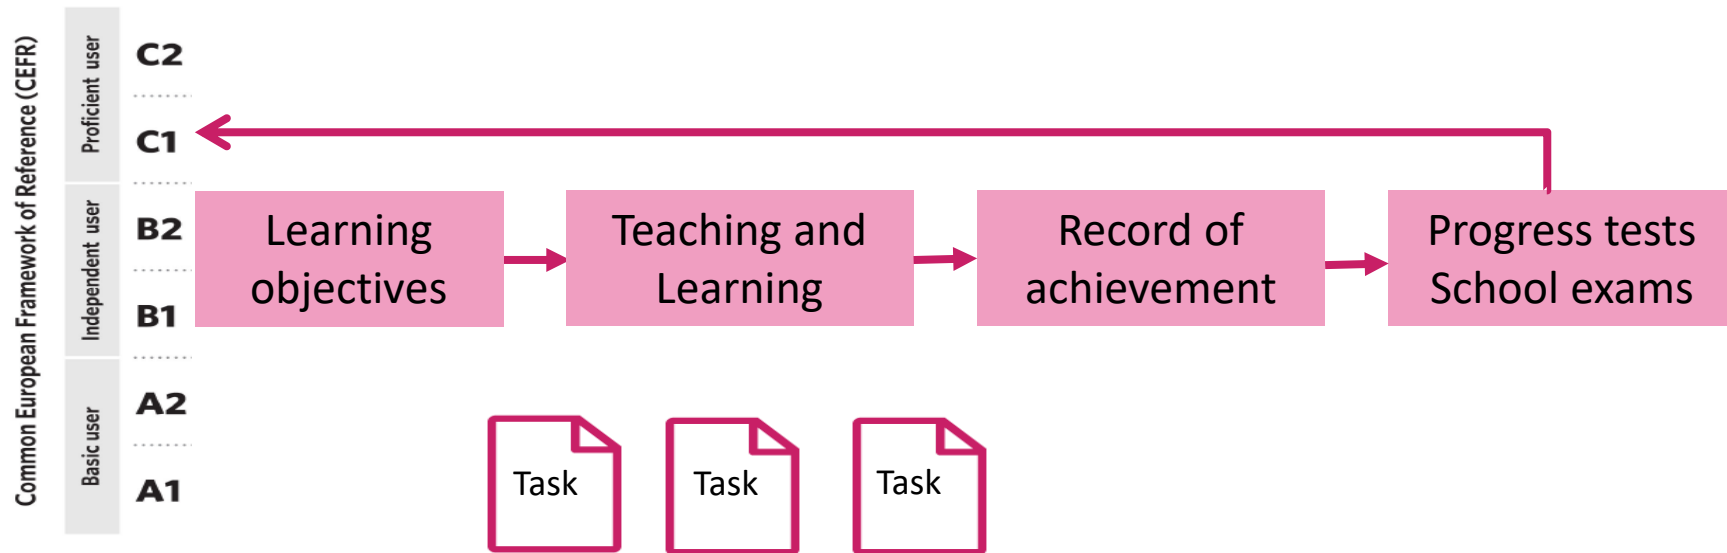 Common European Framework of Reference (CEFR)
Proficient user
Independent user
Basic user
C2
C1
B2
B1
A2
A1
Learning
objectives
Teaching and
Learning
Record of
achievement
Progress tests
School exams
Task
Task
Task